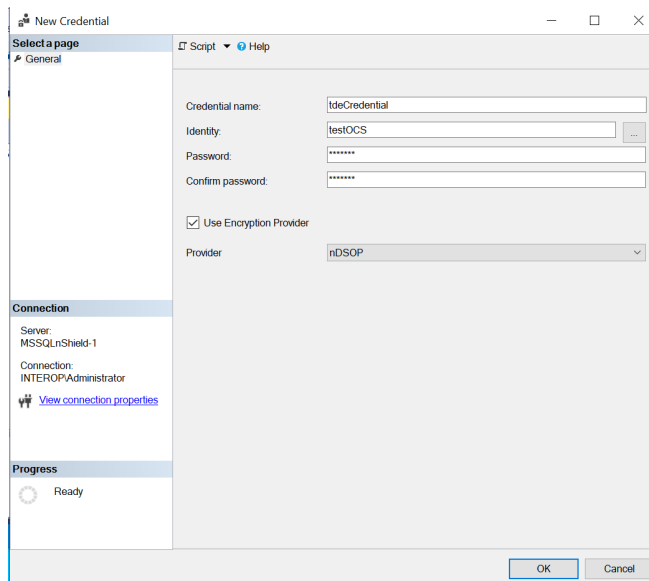 New Credential
Select a page
General
Script Help
Credential name: tdeCredential
Identity: testOCS
...
Password: *******
Confirm password: *******
Use Encryption Provider
Provider nDSOP
Connection
Server:
MSSQLnShield-1
Connection:
INTEROP\Administrator
View connection properties
Progress
Ready
OK Cancel